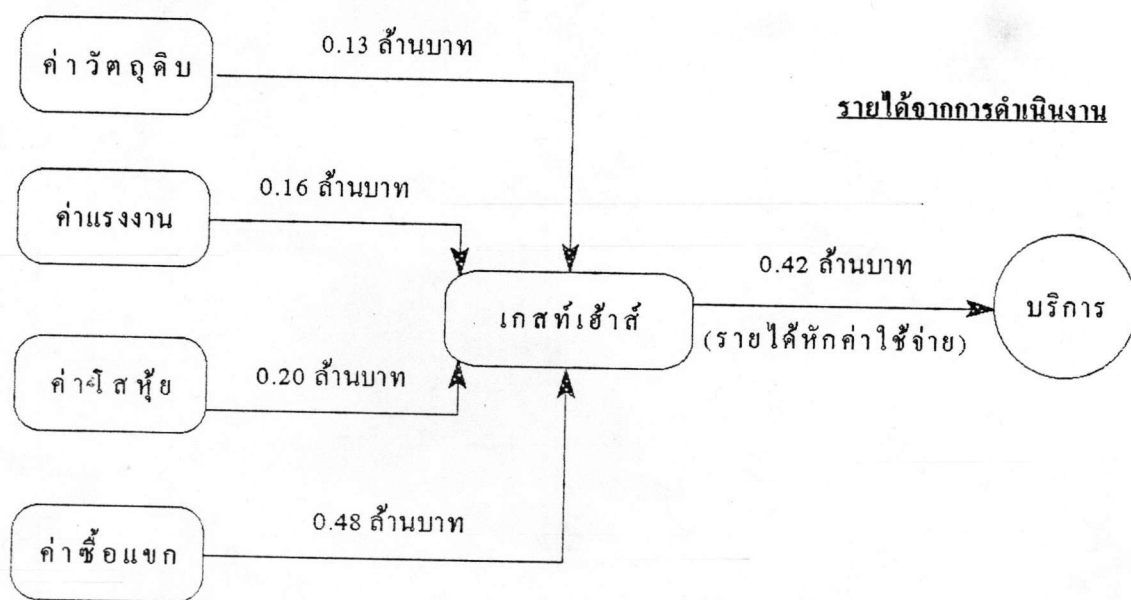 0.13 ล้านบาท
ค่าวัตถุดิบ
รายได้จากการดำเนินงาน
0.16 ล้านบาท
ค่าแรงงาน
0.42 ล้านบาท
เกสท์เฮ้าส์
บริการ
(รายได้หักค่าใช้จ่าย)
0.20 ล้านบาท
ค่าโสหุ้ย
0.48 ล้านบาท
ค่าซื้อแขก